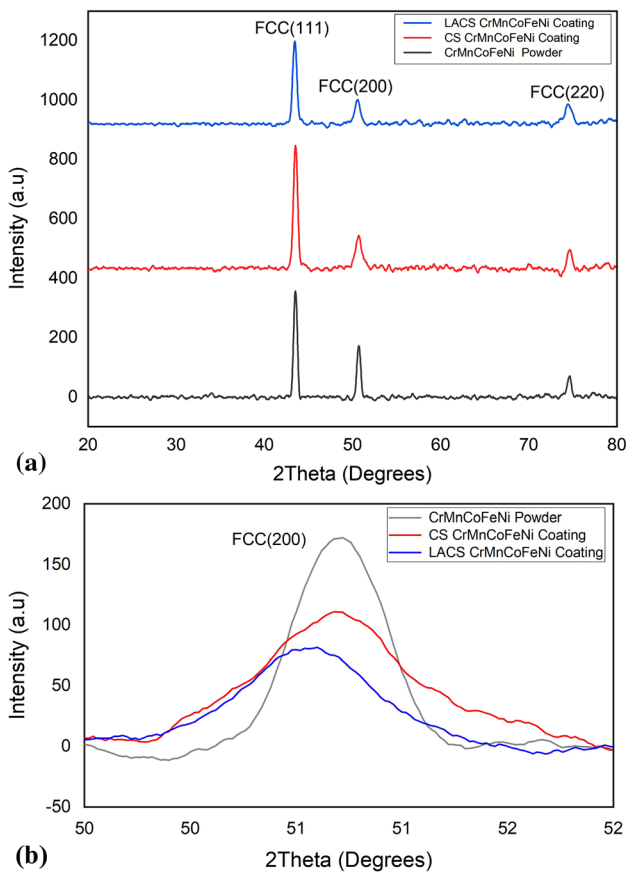 LACS CrMnCoFeNi Coating
CS CrMnCoFeNi Coating
CrMnCoFeNi Powder
FCC(111)
FCC(200)
FCC(220)
1200
1000
800
600
400
200
0
Intensity (a.u)
20 30 40 50 60 70 80
2Theta (Degrees)
(a)
CrMnCoFeNi Powder
CS CrMnCoFeNi Coating
LACS CrMnCoFeNi Coating
FCC(200)
200
150
100
50
0
-50
Intensity (a.u)
50 50 51 51 52 52
2Theta (Degrees)
(b)